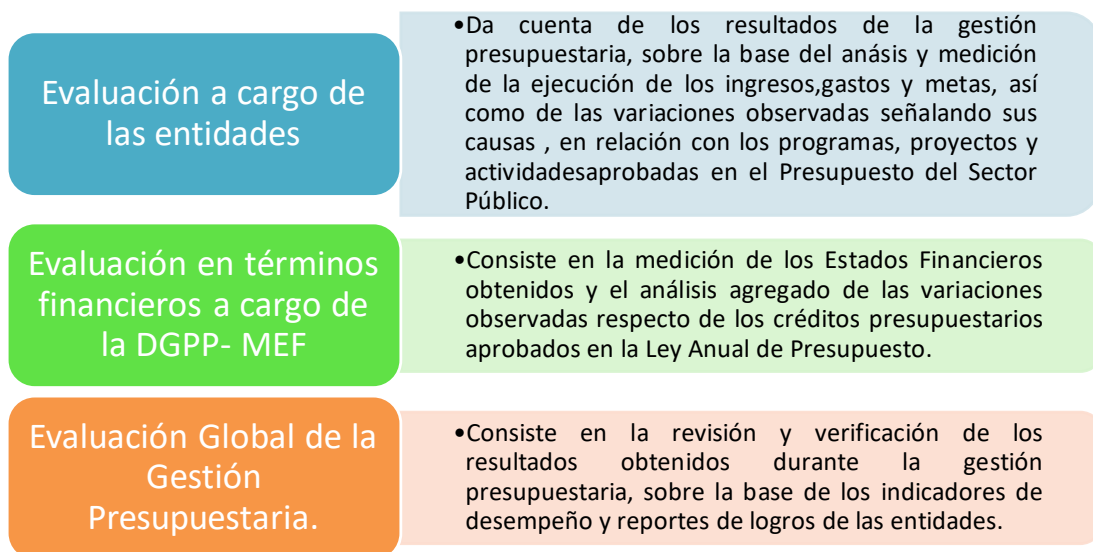 Evaluación a cargo de
las entidades
•Da cuenta de los resultados de la gestión
presupuestaria, sobre la base del anásis y medición
de la ejecución de los ingresos,gastos y metas, así
como de las variaciones observadas señalando sus
causas , en relación con los programas, proyectos y
actividadesaprobadas en el Presupuesto del Sector
Público.
Evaluación en términos
financieros a cargo de
la DGPP- MEF
•Consiste en la medición de los Estados Financieros
obtenidos y el análisis agregado de las variaciones
observadas respecto de los créditos presupuestarios
aprobados en la Ley Anual de Presupuesto.
Evaluación Global de la
Gestión
Presupuestaria.
•Consiste en la revisión y verificación de los
resultados obtenidos durante la gestión
presupuestaria, sobre la base de los indicadores de
desempeño y reportes de logros de las entidades.